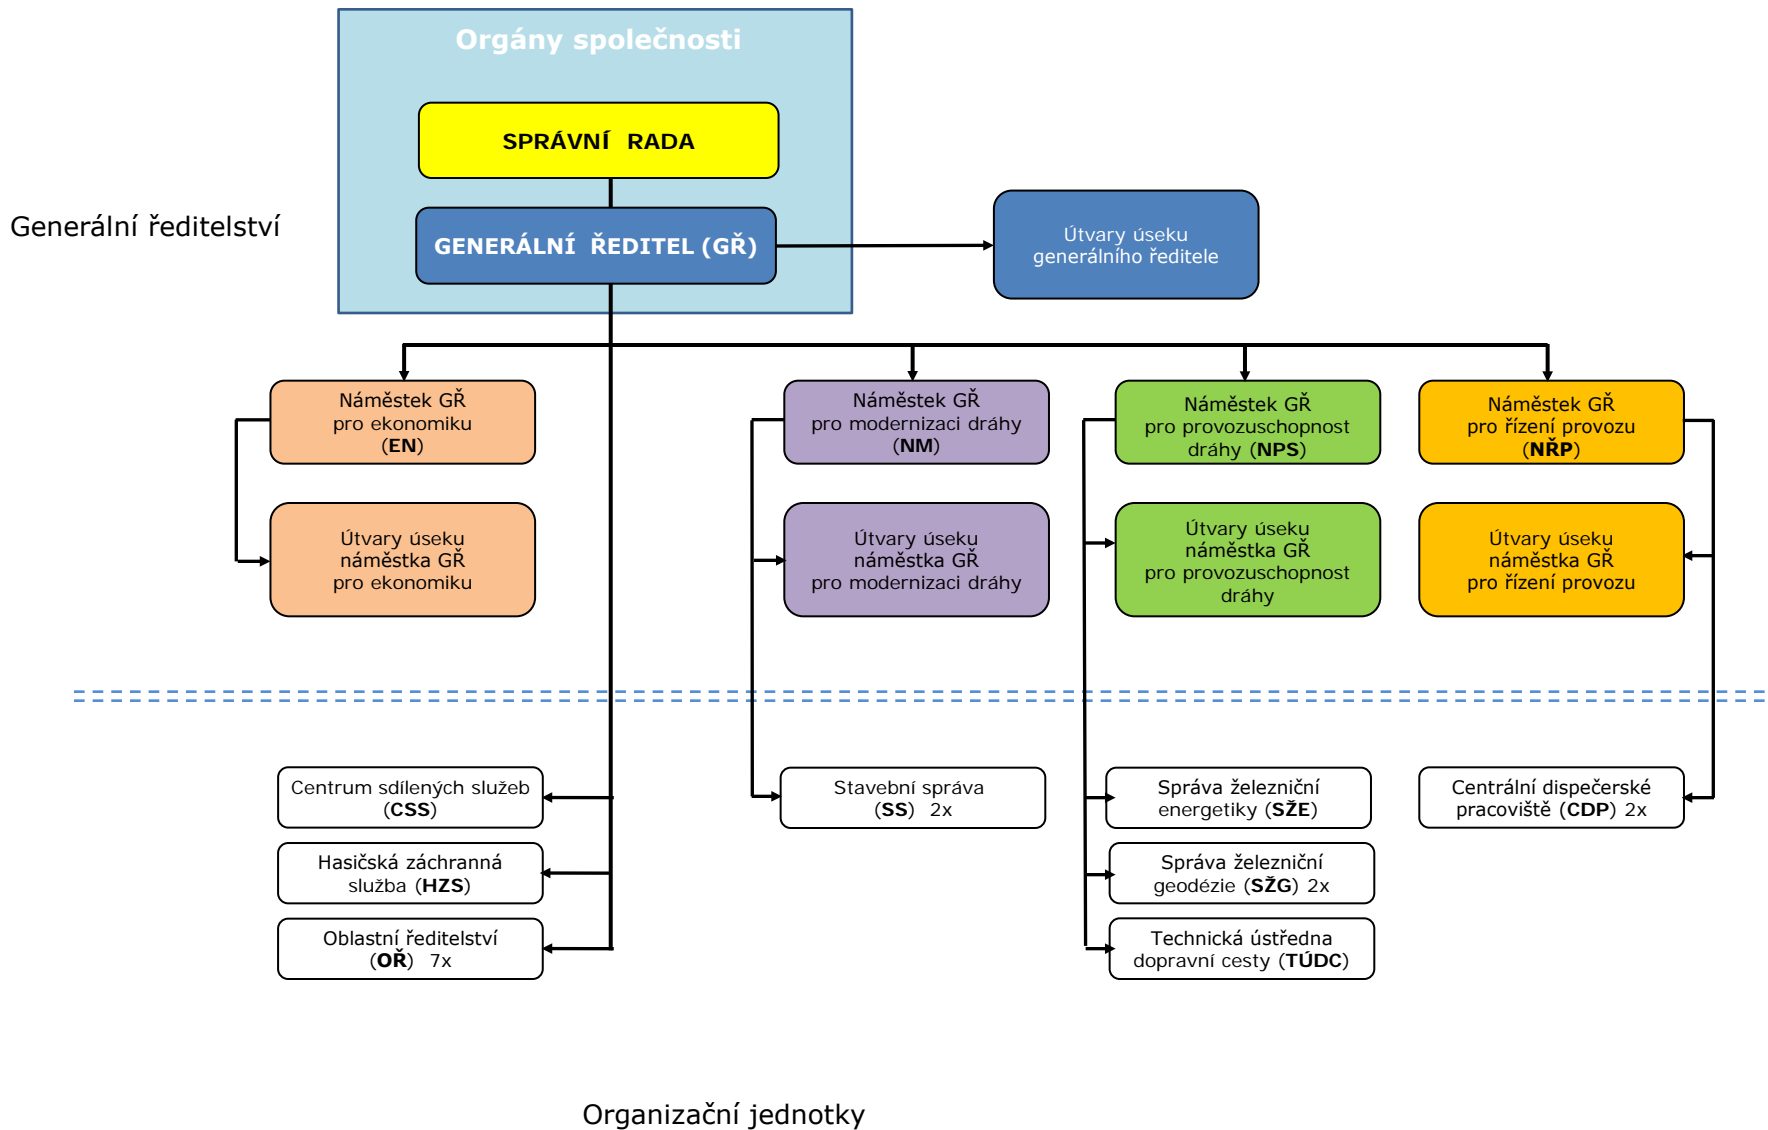 Orgány společnosti
SPRÁVNÍ RADA
Generální ředitelství
GENERÁLNÍ ŘEDITEL (GŘ)
Útvary úseku
generálního ředitele
Náměstek GŘ
pro ekonomiku
(EN)
Náměstek GŘ
pro modernizaci dráhy
(NM)
Náměstek GŘ
pro provozuschopnost
dráhy (NPS)
Náměstek GŘ
pro řízení provozu
(NŘP)
Útvary úseku
náměstka GŘ
pro ekonomiku
Útvary úseku
náměstka GŘ
pro modernizaci dráhy
Útvary úseku
náměstka GŘ
pro provozuschopnost
dráhy
Útvary úseku
náměstka GŘ
pro řízení provozu
Centrum sdílených služeb
(CSS)
Stavební správa
(SS) 2x
Správa železniční
energetiky (SŽE)
Centrální dispečerské
pracoviště (CDP) 2x
Hasičská záchranná
služba (HZS)
Správa železniční
geodézie (SŽG) 2x
Oblastní ředitelství
(OŘ) 7x
Technická ústředna
dopravní cesty (TÚDC)
Organizační jednotky